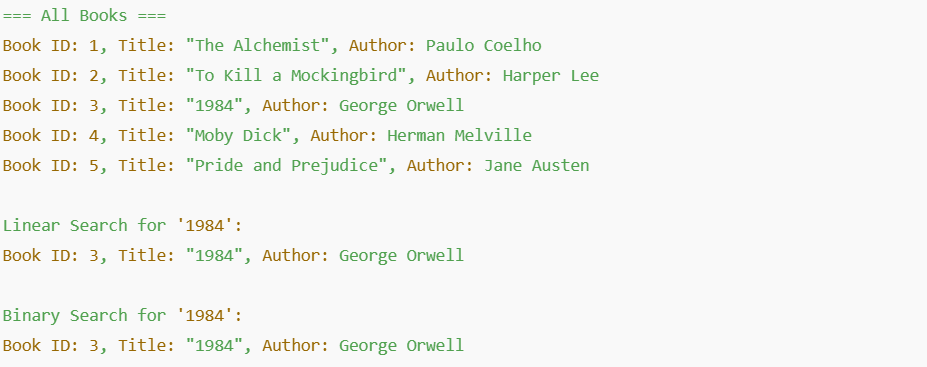 === All Books ===
Book ID: 1, Title: "The Alchemist", Author: Paulo Coelho
Book ID: 2, Title: "To Kill a Mockingbird", Author: Harper Lee
Book ID: 3, Title: "1984", Author: George Orwell
Book ID: 4, Title: "Moby Dick", Author: Herman Melville
Book ID: 5, Title: "Pride and Prejudice", Author: Jane Austen
Linear Search for '1984':
Book ID: 3, Title: "1984", Author: George Orwell
Binary Search for '1984':
Book ID: 3, Title: "1984", Author: George Orwell